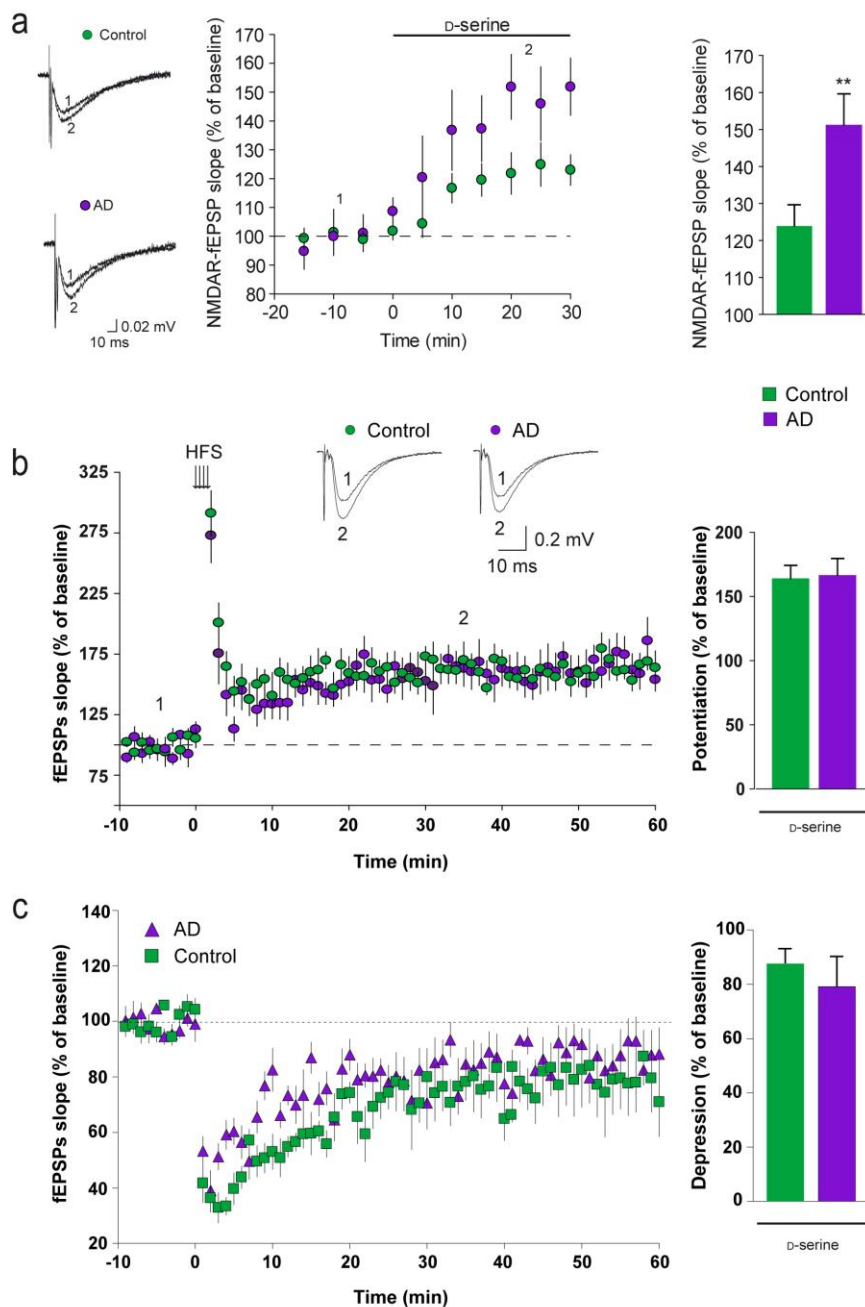 a
Control
1
2
AD
1
2
0.02 mV
10 ms
NMDAR-fEPSP slope (% of baseline)
170
160
150
140
130
120
110
100
90
80
D-serine
2
1
-20
-10
0
10
20
30
Time (min)
NMDAR-fEPSP slope (% of baseline)
170
160
150
140
130
120
110
100
**
Control
AD
b
fEPSPs slope (% of baseline)
325
275
225
175
125
75
HFS
Control
AD
1
2
1
2
0.2 mV
10 ms
1
2
-10
0
10
20
30
40
50
60
Time (min)
Potentiation (% of baseline)
200
150
100
50
0
D-serine
c
fEPSPs slope (% of baseline)
140
120
100
80
60
40
20
AD
Control
-10
0
10
20
30
40
50
60
Time (min)
Depression (% of baseline)
100
80
60
40
20
0
D-serine